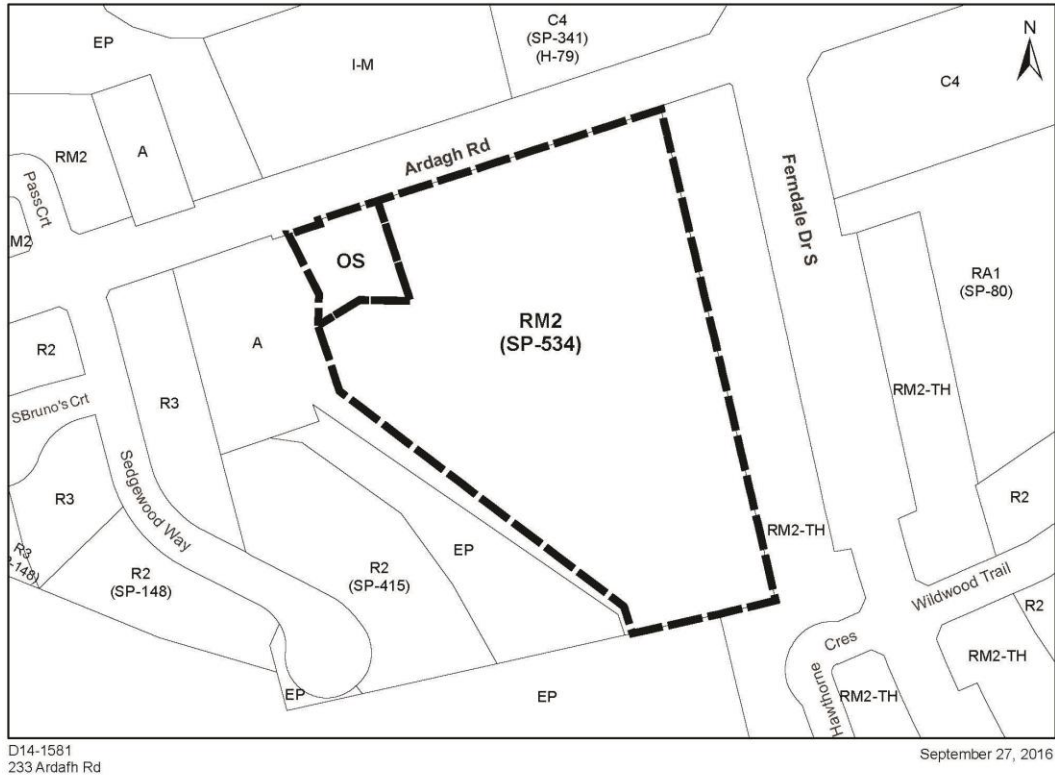 EP
I-M
C4
(SP-341)
(H-79)
N
C4
RM2
A
Ardagh Rd
PassCrt
M2
Ferndale Dr S
OS
RA1
(SP-80)
RM2
(SP-534)
A
R2
R3
RM2-TH
SBruno's Crt
Sedgewood Way
R3
R2
EP
RM2-TH
R3
-148)
R2
(SP-148)
R2
(SP-415)
Wildwood Trail
R2
Cres
RM2-TH
EP
EP
Hawthorne
RM2-TH
D14-1581
233 Ardafh Rd
September 27, 2016